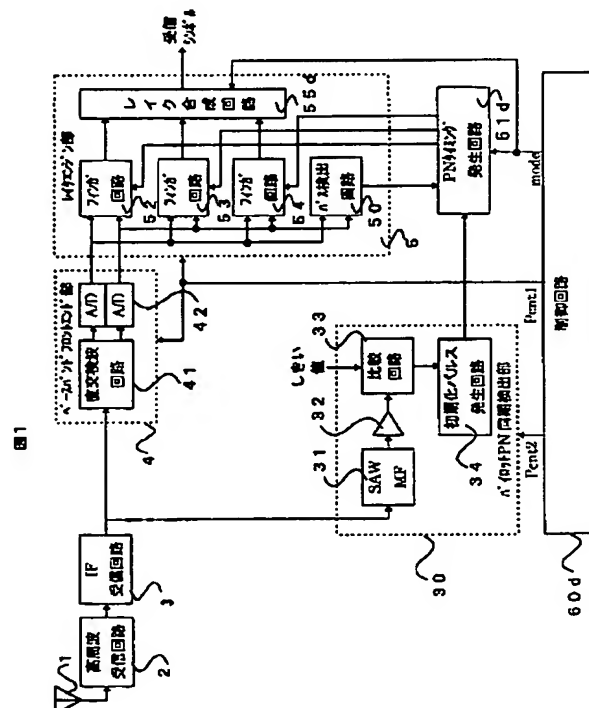 図1
1
高周波
受信回路
2
IF
受信回路
3
ベースバンドフロントエンド部
直交検波
回路
41
A/D
A/D
42
4
レイクエンジン部
フィンガ
回路
52
フィンガ
回路
53
フィンガ
回路
54
パス検出
回路
50
レイク合成回路
55d
5
受信
シンボル
SAW
MF
31
32
しきい
値
比較
回路
33
初期化パルス
発生回路
34
パイロットPN同期検出部
30
PNタイミング
発生回路
61d
mode
Pcnt1
Pcnt2
制御回路
60d